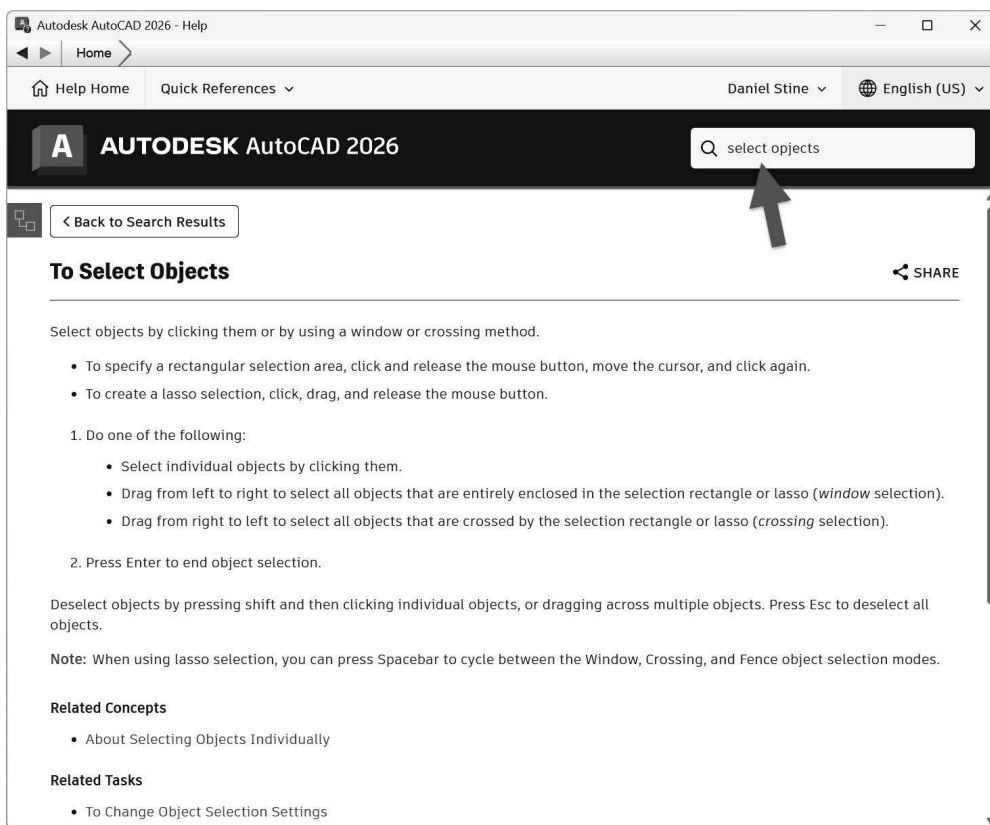 Autodesk AutoCAD 2026 - Help
Home
Help Home Quick References Daniel Stine English (US)
A AUTODESK AutoCAD 2026 select opjects
Back to Search Results
To Select Objects SHARE
Select objects by clicking them or by using a window or crossing method.
• To specify a rectangular selection area, click and release the mouse button, move the cursor, and click again.
• To create a lasso selection, click, drag, and release the mouse button.
1. Do one of the following:
• Select individual objects by clicking them.
• Drag from left to right to select all objects that are entirely enclosed in the selection rectangle or lasso (window selection).
• Drag from right to left to select all objects that are crossed by the selection rectangle or lasso (crossing selection).
2. Press Enter to end object selection.
Deselect objects by pressing shift and then clicking individual objects, or dragging across multiple objects. Press Esc to deselect all
objects.
Note: When using lasso selection, you can press Spacebar to cycle between the Window, Crossing, and Fence object selection modes.
Related Concepts
• About Selecting Objects Individually
Related Tasks
• To Change Object Selection Settings